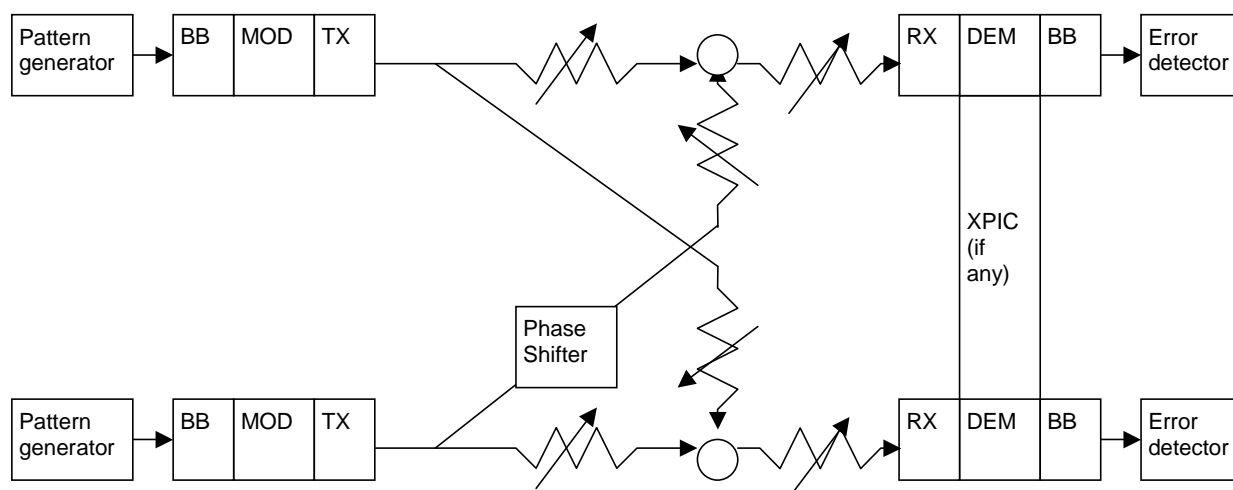 Pattern
generator
BB MOD TX
RX DEM BB
Error
detector
XPIC
(if
any)
Phase
Shifter
Pattern
generator
BB MOD TX
RX DEM BB
Error
detector